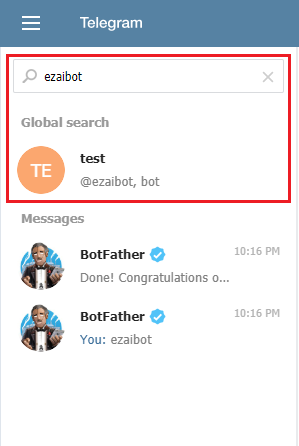 Telegram
ezaibot
Global search
TE
test
@ezaibot, bot
Messages
BotFather
10:16 PM
Done! Congratulations o...
BotFather
10:16 PM
You: ezaibot